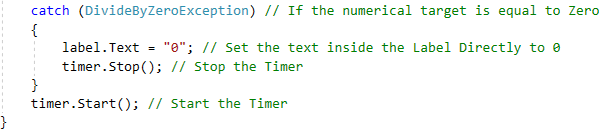 catch (DivideByZeroException) // If the numerical target is equal to Zero
{
label.Text = "0"; // Set the text inside the Label Directly to 0
timer.Stop(); // Stop the Timer
}
timer.Start(); // Start the Timer
}